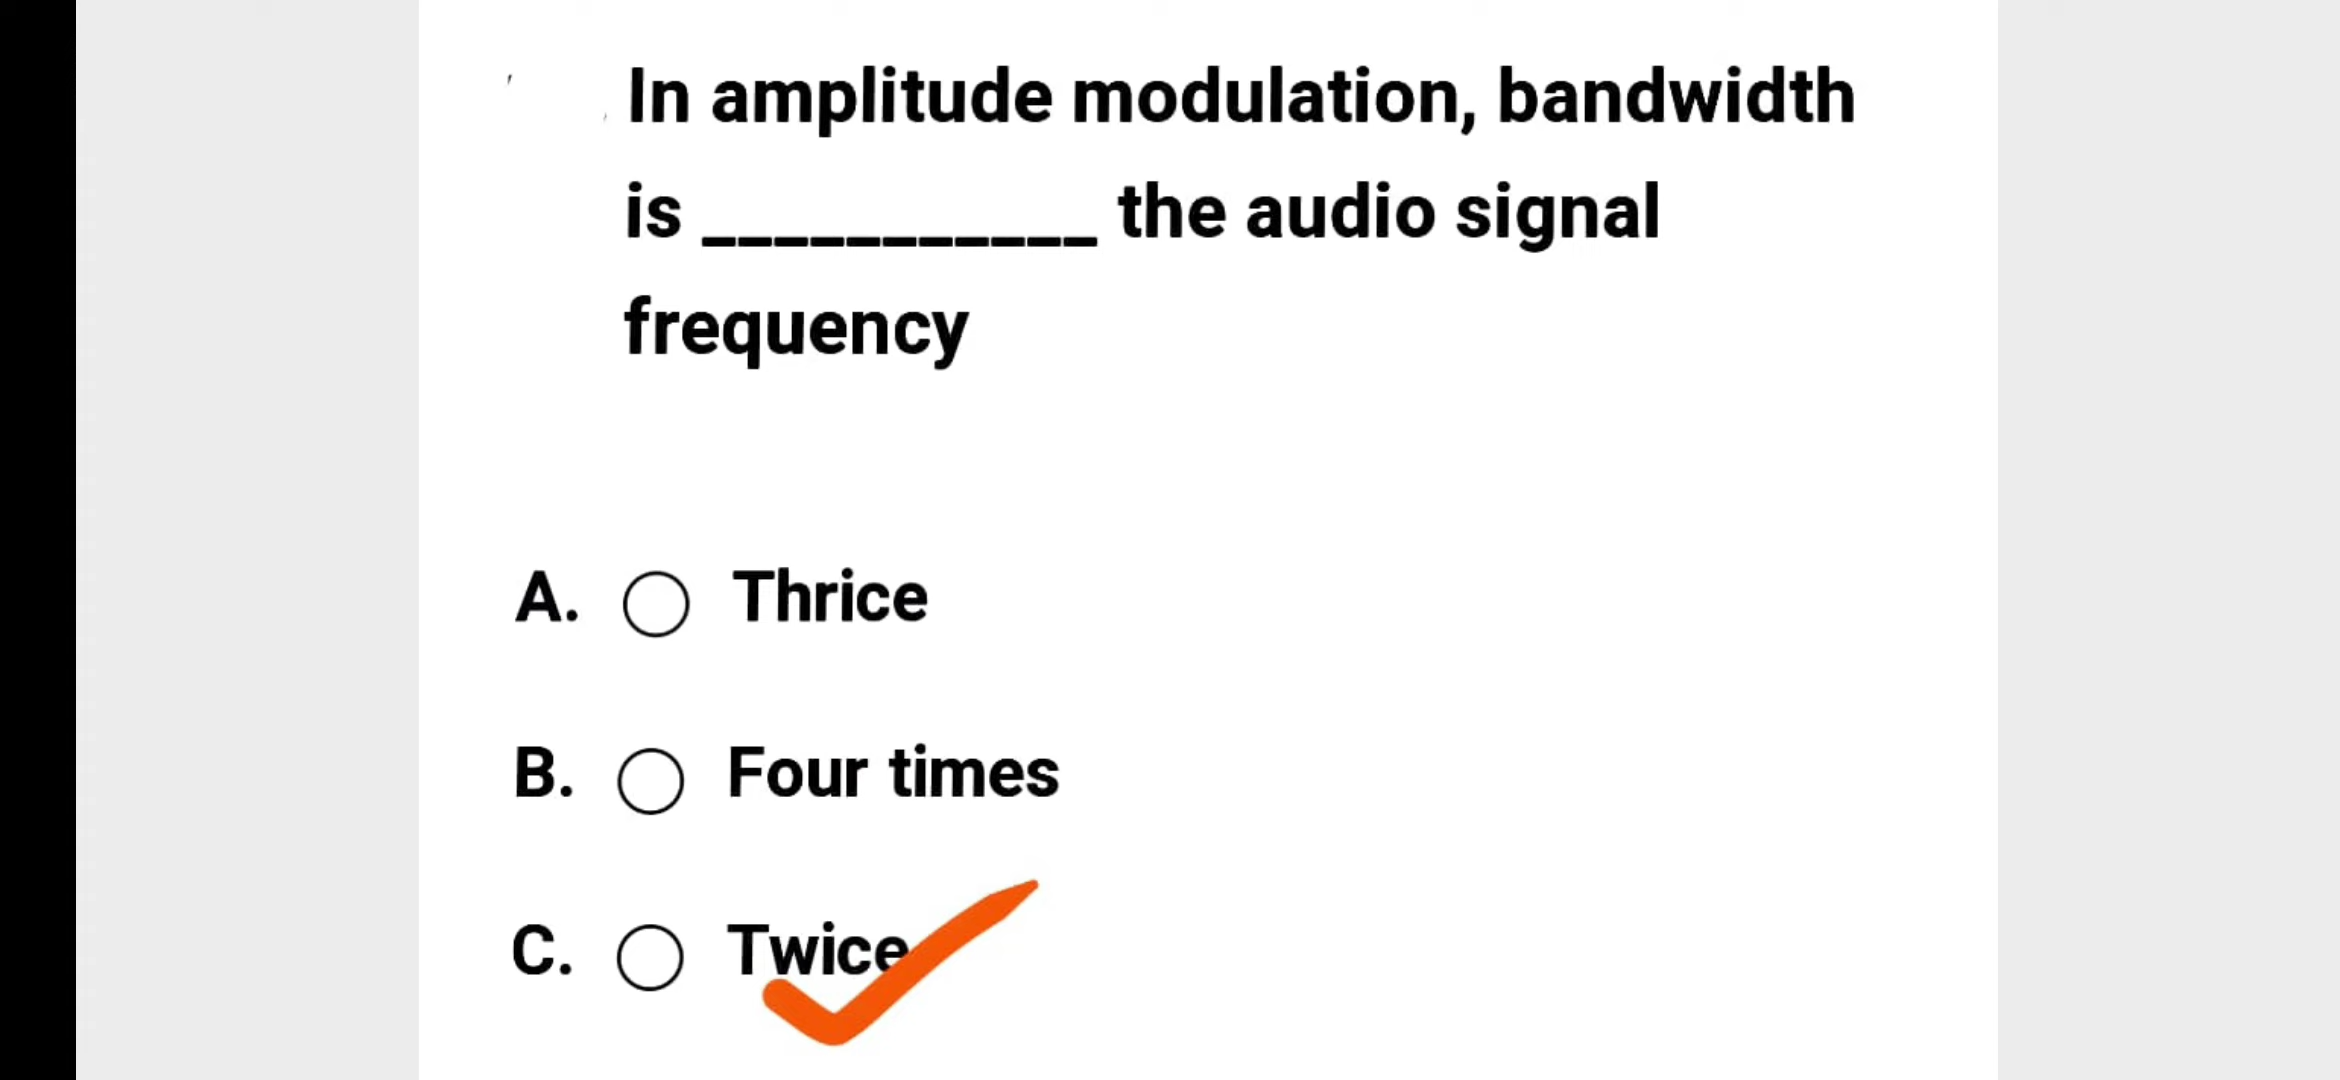 In amplitude modulation, bandwidth
is ___________ the audio signal
frequency
A. Thrice
B. Four times
C. Twice